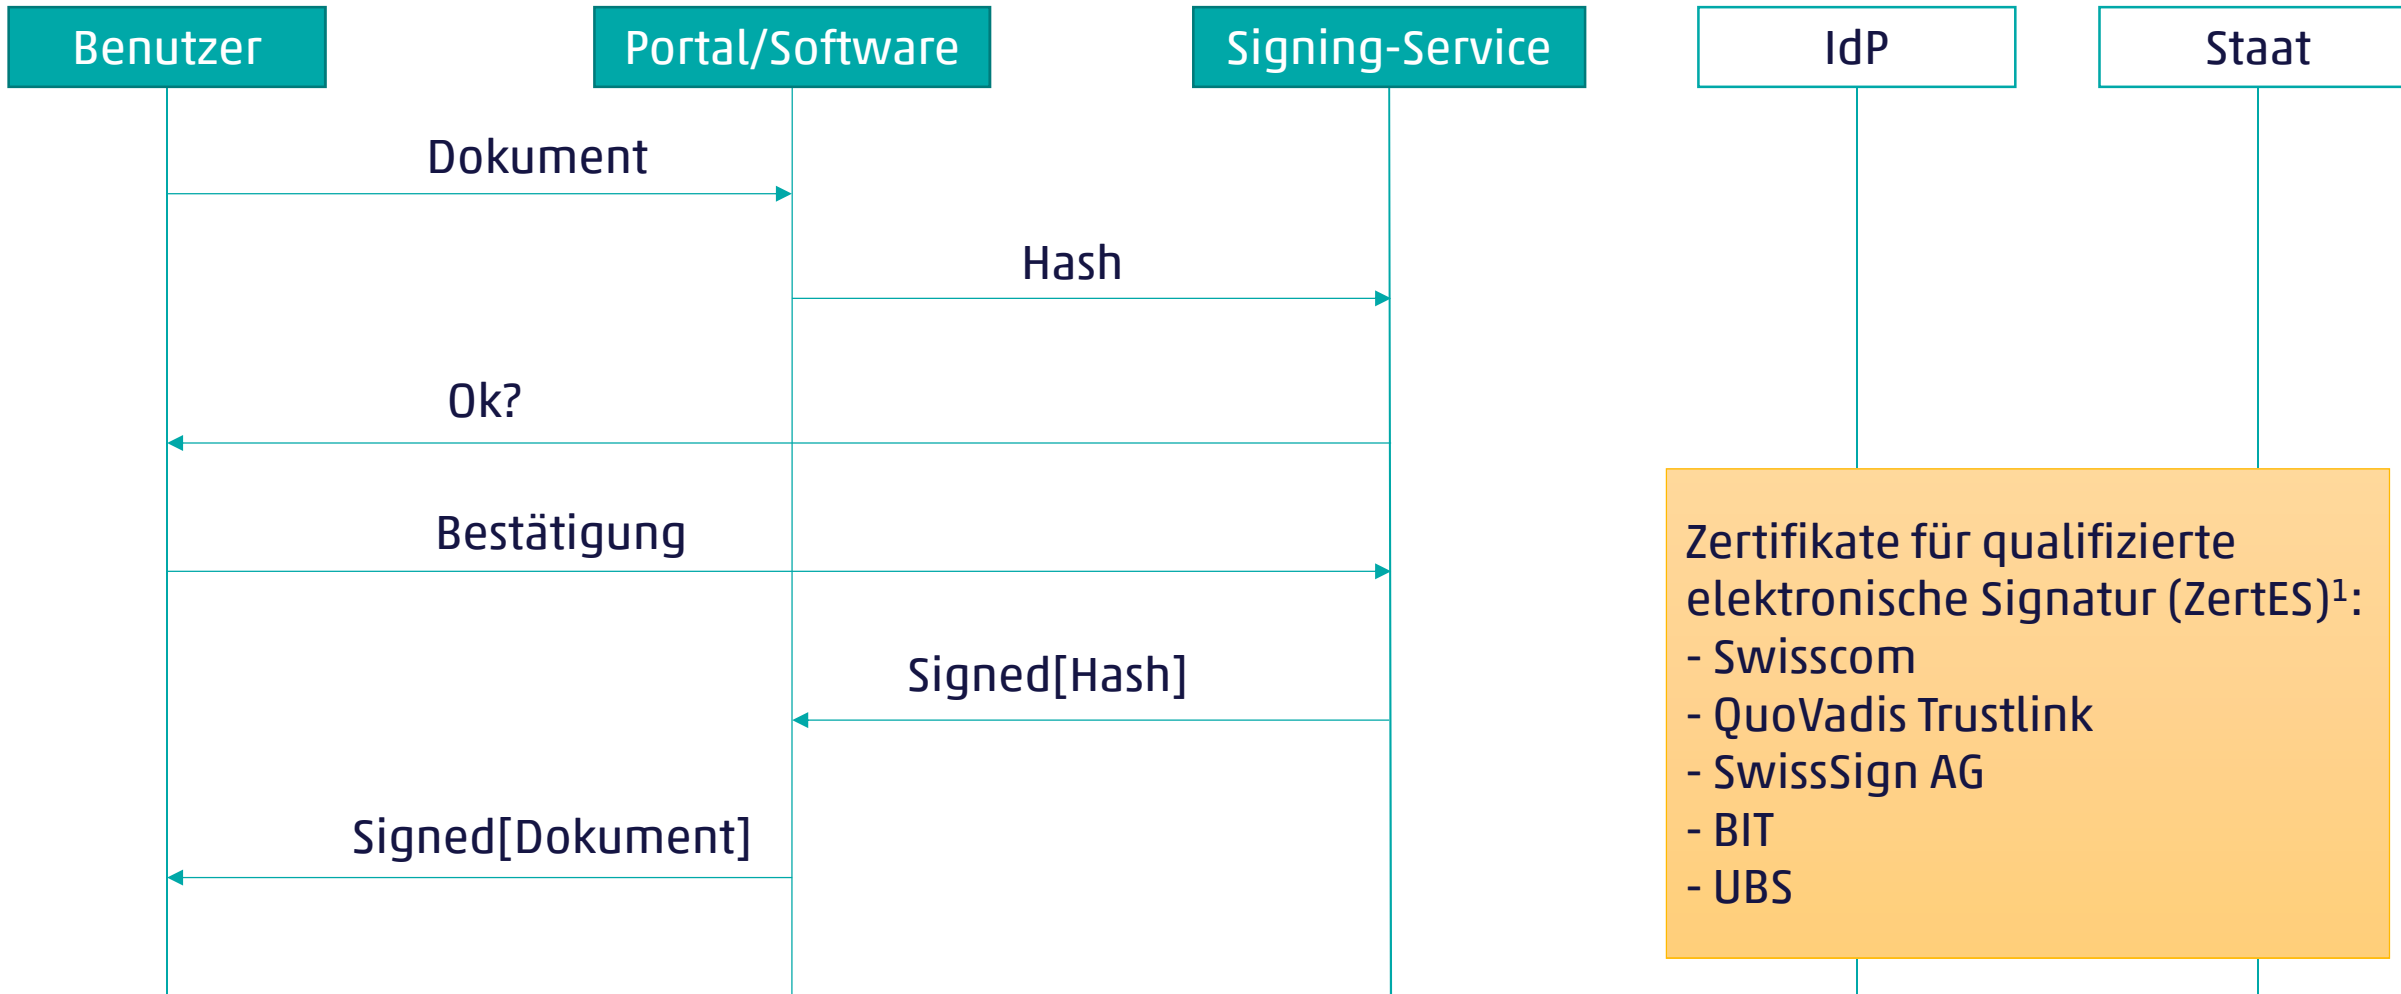 Benutzer
Portal/Software
Signing-Service
IdP
Staat
Dokument
Hash
Ok?
Bestätigung
Signed[Hash]
Signed[Dokument]
Zertifikate für qualifizierte
elektronische Signatur (ZertES)¹:
- Swisscom
- QuoVadis Trustlink
- SwissSign AG
- BIT
- UBS